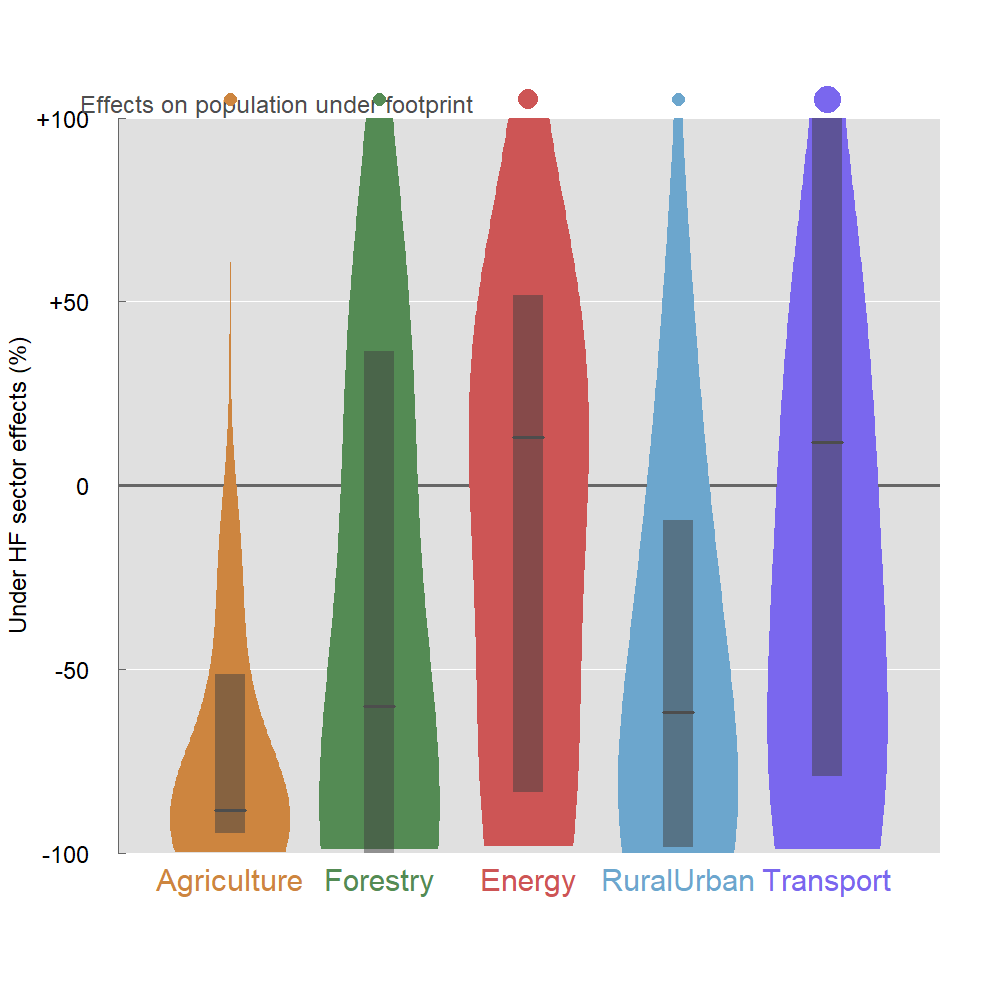 Effects on population under footprint
+100
+50
0
-50
-100
Under HF sector effects (%)
Agriculture Forestry Energy RuralUrban Transport